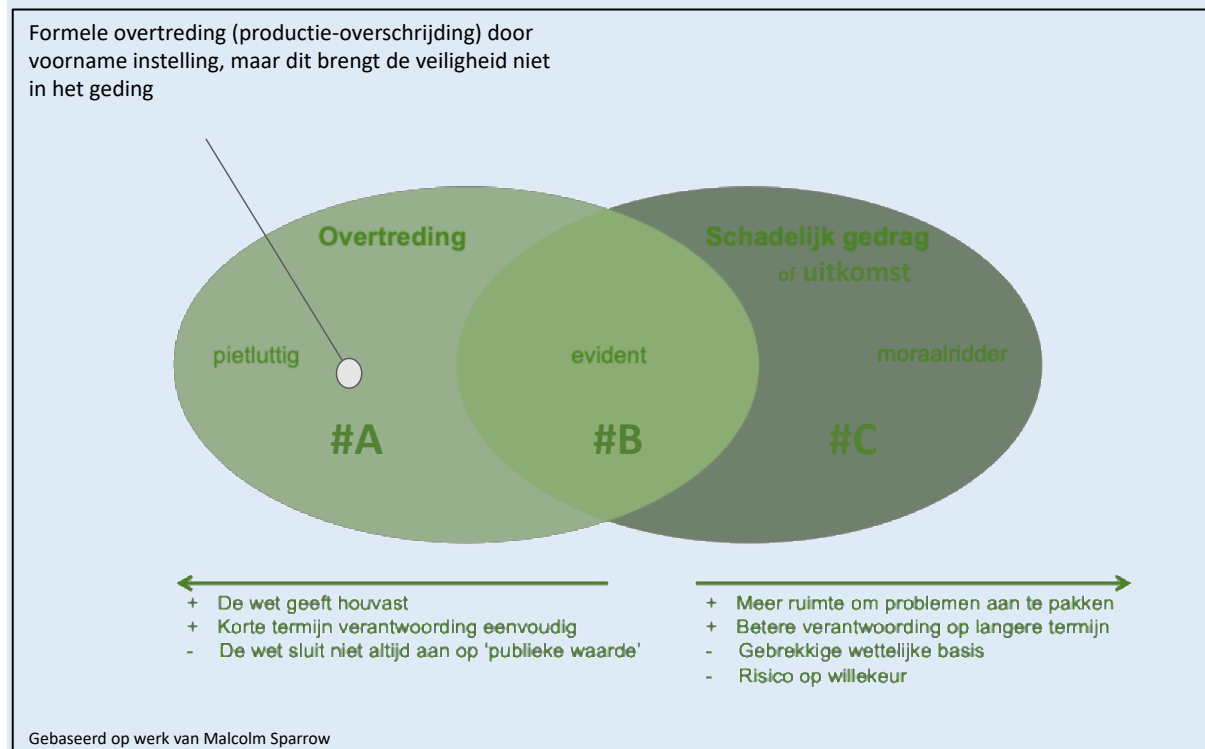 Formele overtreding (productie-overschrijding) door
voorname instelling, maar dit brengt de veiligheid niet
in het geding
Overtreding
Schadelijk gedrag
of uitkomst
pietluttig
evident
moraalridder
#A
#B
#C
+ De wet geeft houvast
+ Korte termijn verantwoording eenvoudig
- De wet sluit niet altijd aan op 'publieke waarde'
+ Meer ruimte om problemen aan te pakken
+ Betere verantwoording op langere termijn
- Gebrekkige wettelijke basis
- Risico op willekeur
Gebaseerd op werk van Malcolm Sparrow